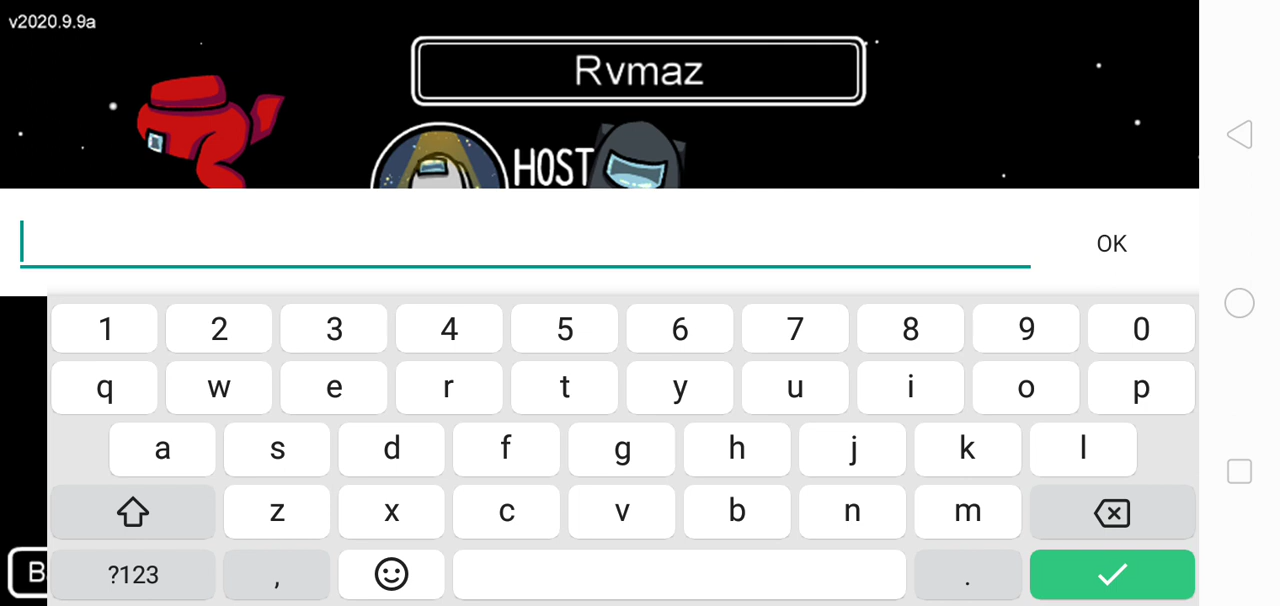 v2020.9.9a
Rvmaz
HOST
OK
1 2 3 4 5 6 7 8 9 0
q w e r t y u i o p
a s d f g h j k l
z x c v b n m
B ?123 , .